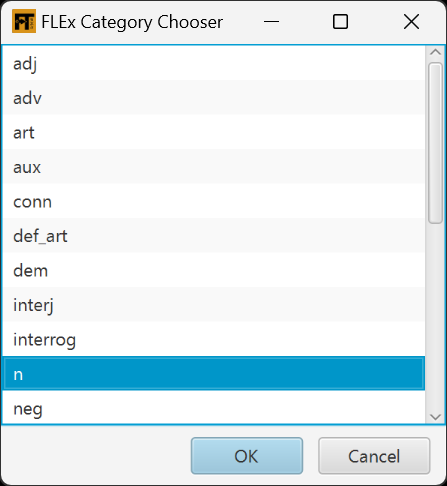 FLEx Category Chooser
adj
adv
art
aux
conn
def_art
dem
interj
interrog
n
neg
OK Cancel